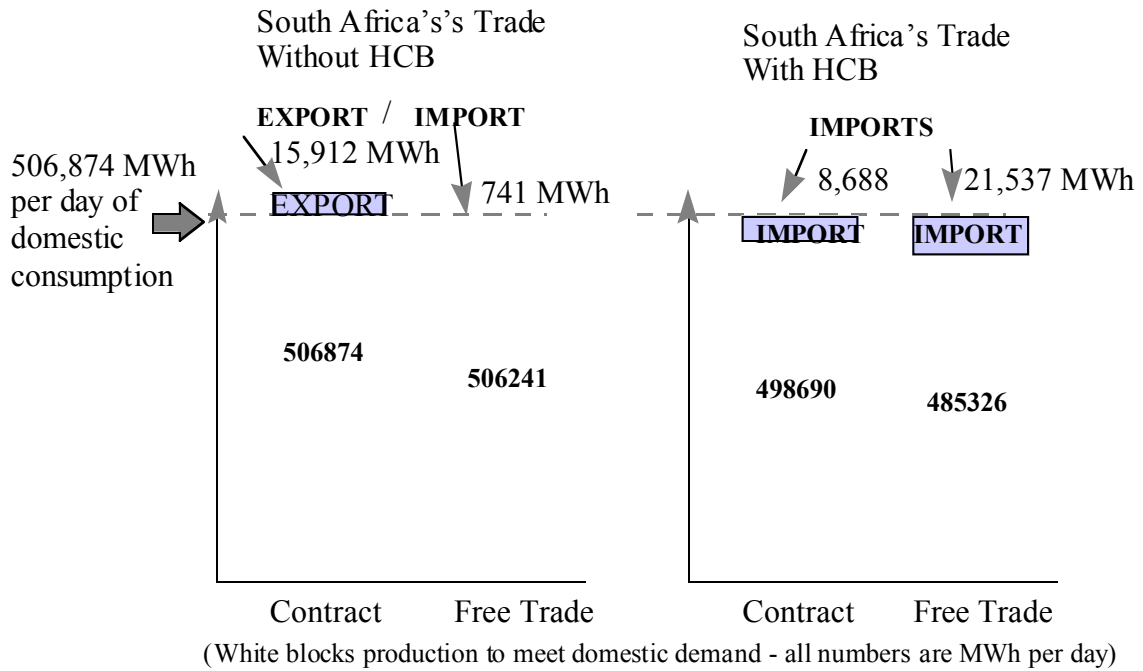 South Africa's's Trade
Without HCB
South Africa's Trade
With HCB
EXPORT / IMPORT
IMPORTS
15,912 MWh
741 MWh
8,688
21,537 MWh
506,874 MWh
per day of
domestic
consumption
EXPORT
IMPORT
IMPORT
506874
506241
498690
485326
Contract
Free Trade
Contract
Free Trade
(White blocks production to meet domestic demand - all numbers are MWh per day)